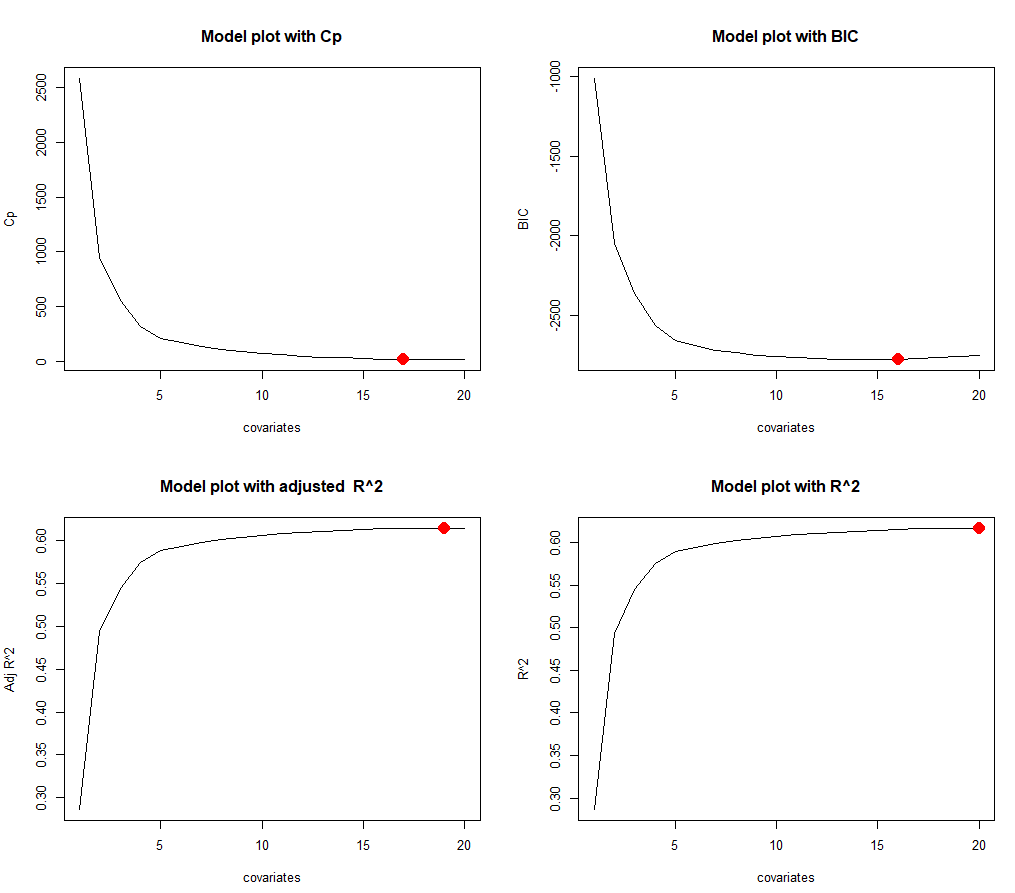 Model plot with Cp
Cp
2500
2000
1500
1000
500
0
5 10 15 20
covariates
Model plot with BIC
BIC
-1000
-1500
-2000
-2500
5 10 15 20
covariates
Model plot with adjusted  R^2
Adj R^2
0.60
0.55
0.50
0.45
0.40
0.35
0.30
5 10 15 20
covariates
Model plot with R^2
R^2
0.60
0.55
0.50
0.45
0.40
0.35
0.30
5 10 15 20
covariates